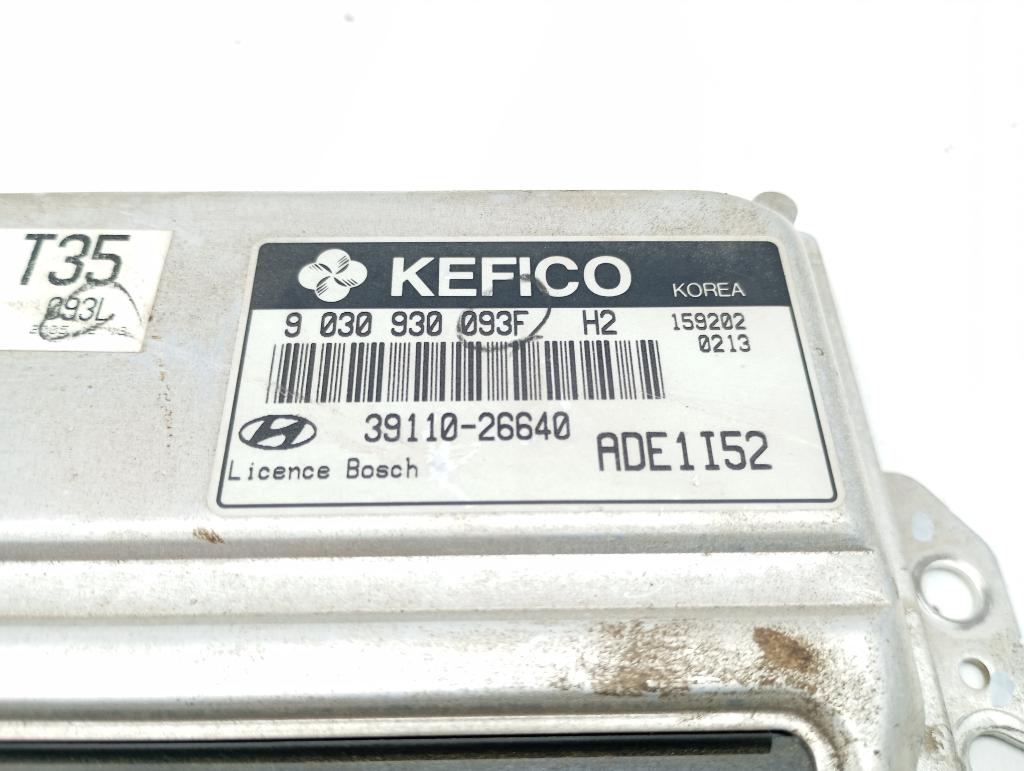 T35
093L
KEFICO
KOREA
9 030 930 093F H2
159202
0213
39110-26640
ADE1I52
Licence Bosch